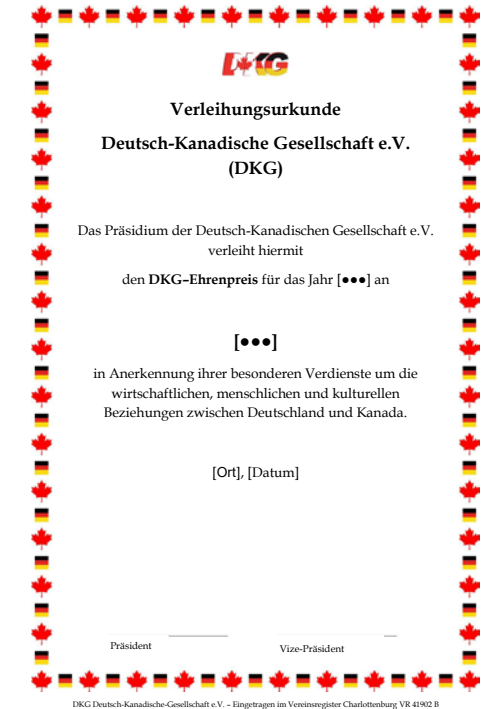 DKG
Verleihungsurkunde
Deutsch-Kanadische Gesellschaft e.V.
(DKG)
Das Präsidium der Deutsch-Kanadischen Gesellschaft e.V.
verleiht hiermit
den DKG–Ehrenpreis für das Jahr [●●●] an
[●●●]
in Anerkennung ihrer besonderen Verdienste um die
wirtschaftlichen, menschlichen und kulturellen
Beziehungen zwischen Deutschland und Kanada.
[Ort], [Datum]
Präsident Vize-Präsident
DKG Deutsch-Kanadische-Gesellschaft e.V. – Eingetragen im Vereinsregister Charlottenburg VR 41902 B